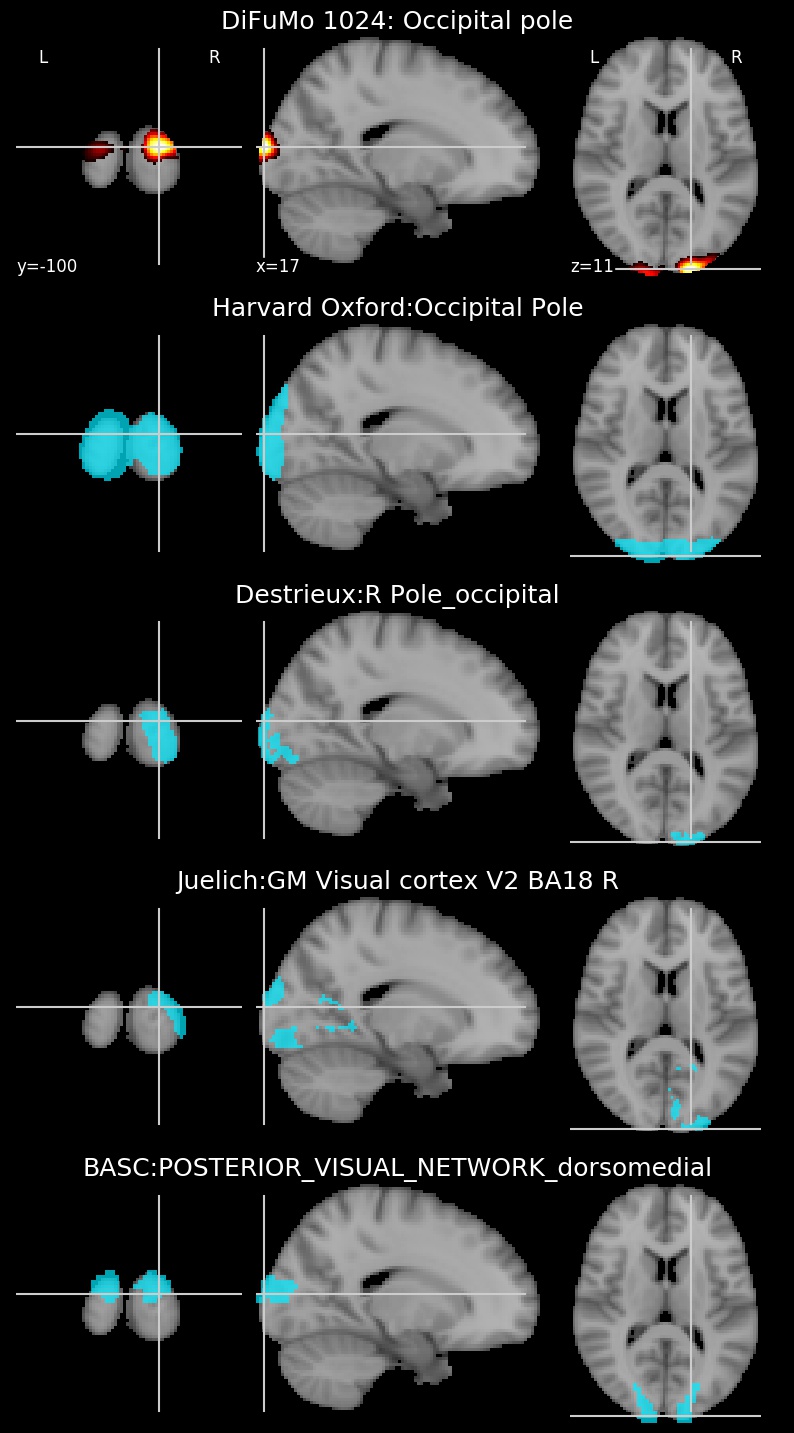 DiFuMo 1024: Occipital pole
L R L R
y=-100 x=17 z=11
Harvard Oxford:Occipital Pole
Destrieux:R Pole_occipital
Juelich:GM Visual cortex V2 BA18 R
BASC:POSTERIOR_VISUAL_NETWORK_dorsomedial